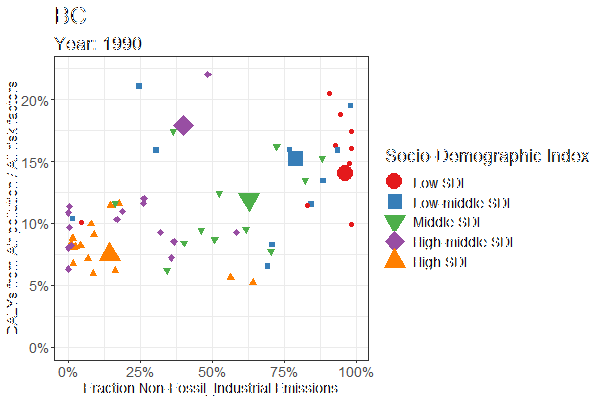 BC
Year: 1990
DALYs from Air pollution / All risk factors
20%
15%
10%
5%
0%
0%
25%
50%
75%
100%
Fraction Non-Fossil, Industrial Emissions
Socio-Demographic Index
Low SDI
Low-middle SDI
Middle SDI
High-middle SDI
High SDI